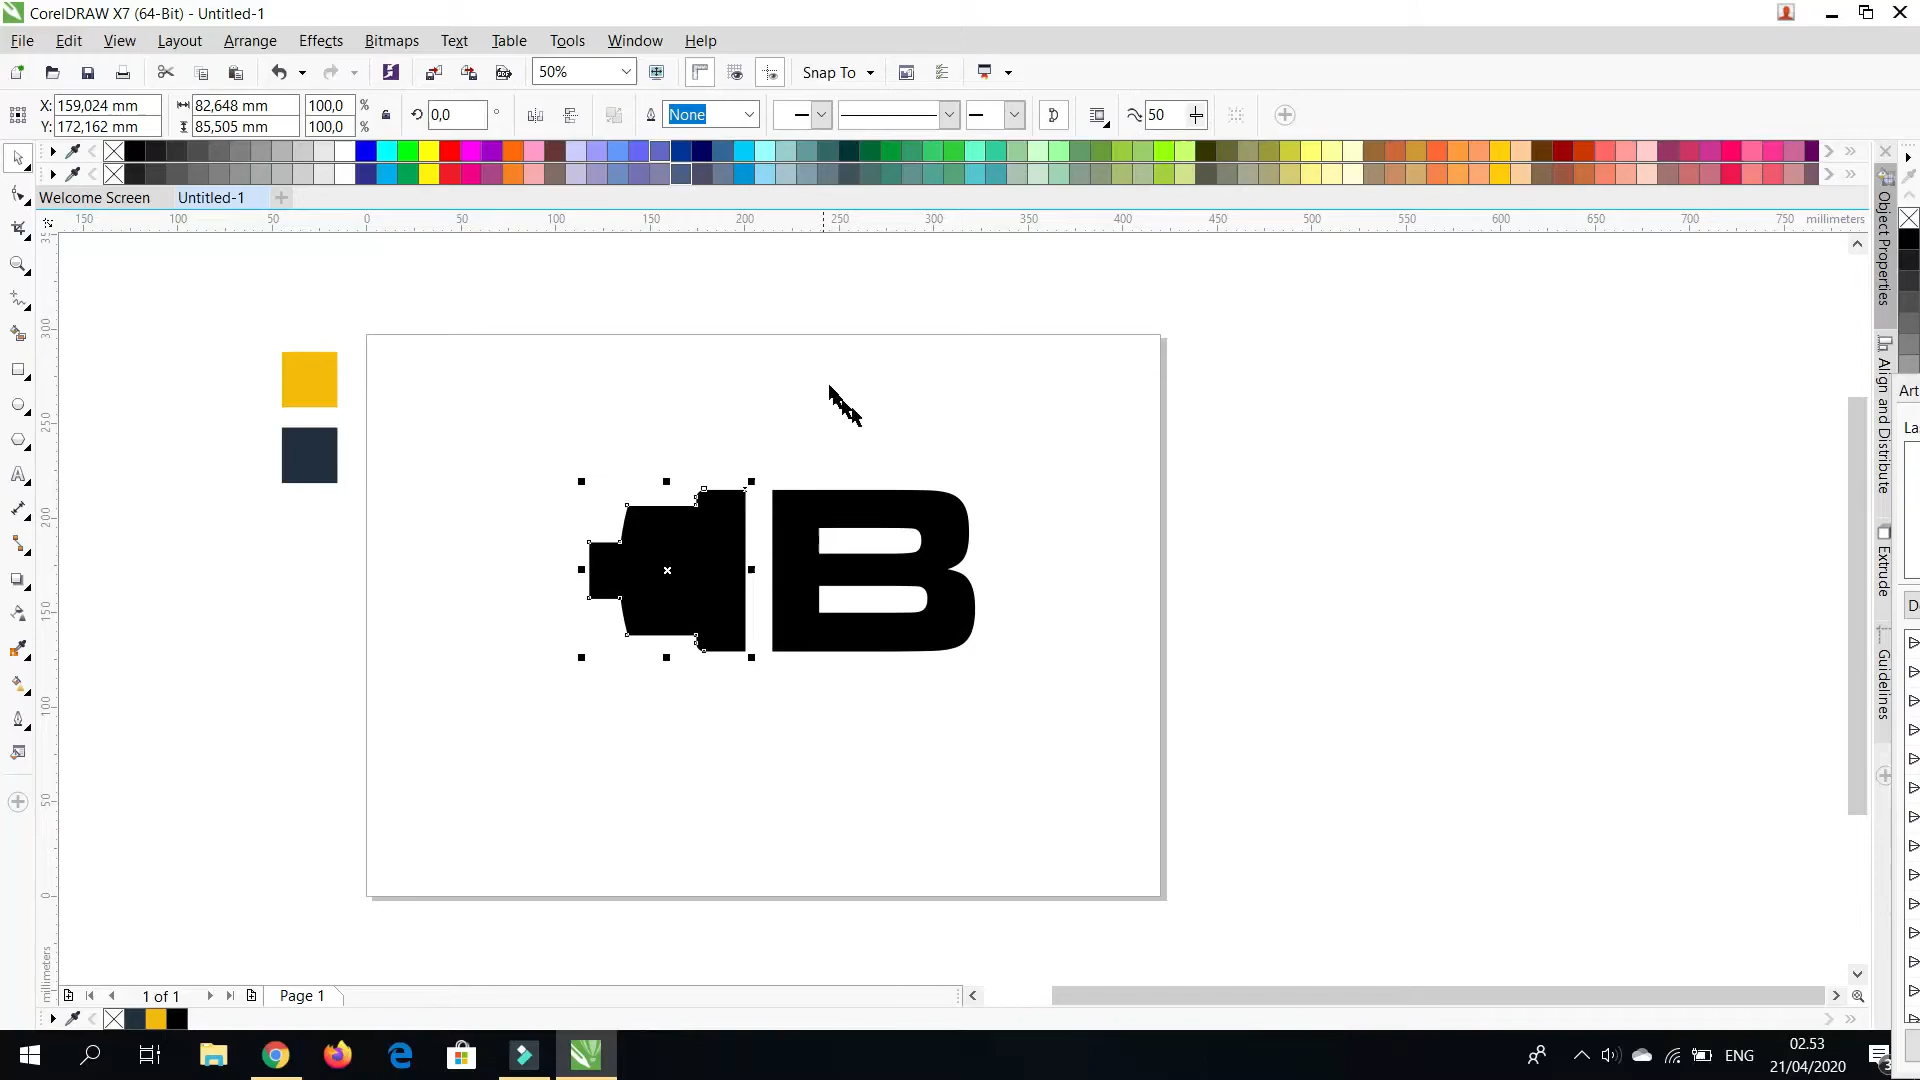 CorelDRAW X7 (64-Bit) - Untitled-1
File Edit View Layout Arrange Effects Bitmaps Text Table Tools Window Help
50% Snap To
X: 159,024 mm 82,648 mm 100,0 % 0,0 ° None 50
Y: 172,162 mm 85,505 mm 100,0 %
Welcome Screen Untitled-1
150 100 50 0 50 100 150 200 250 300 350 400 450 500 550 600 650 700 750 millimeters
300
250
200
150
100
50
0
millimeters
B
Object Properties
Align and Distribute
Extrude
Guidelines
Art
La
D
1 of 1 Page 1
ENG
02.53
21/04/2020
3